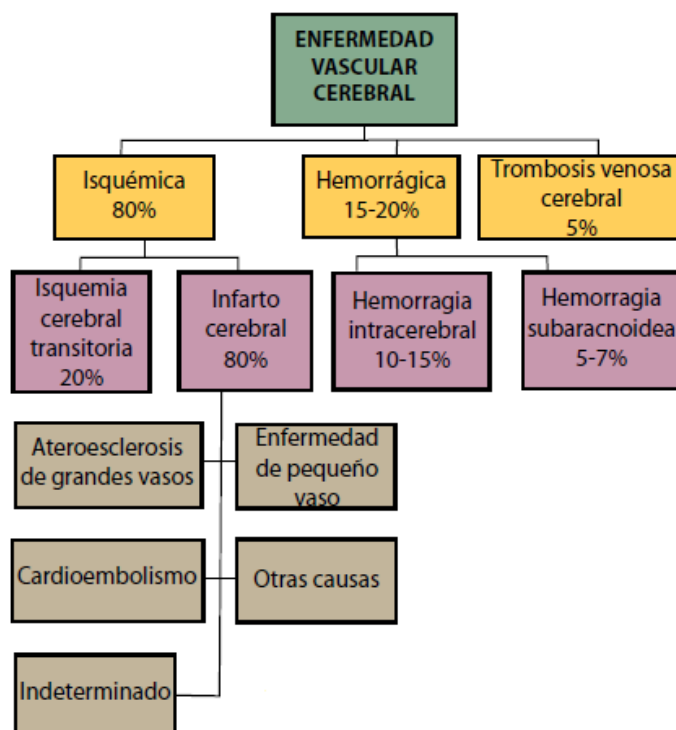 ENFERMEDAD
VASCULAR
CEREBRAL
Isquémica
80%
Hemorrágica
15-20%
Trombosis venosa
cerebral
5%
Isquemia
cerebral
transitoria
20%
Infarto
cerebral
80%
Hemorragia
intracerebral
10-15%
Hemorragia
subaracnoidea
5-7%
Ateroesclerosis
de grandes vasos
Enfermedad
de pequeño
vaso
Cardioembolismo
Otras causas
Indeterminado